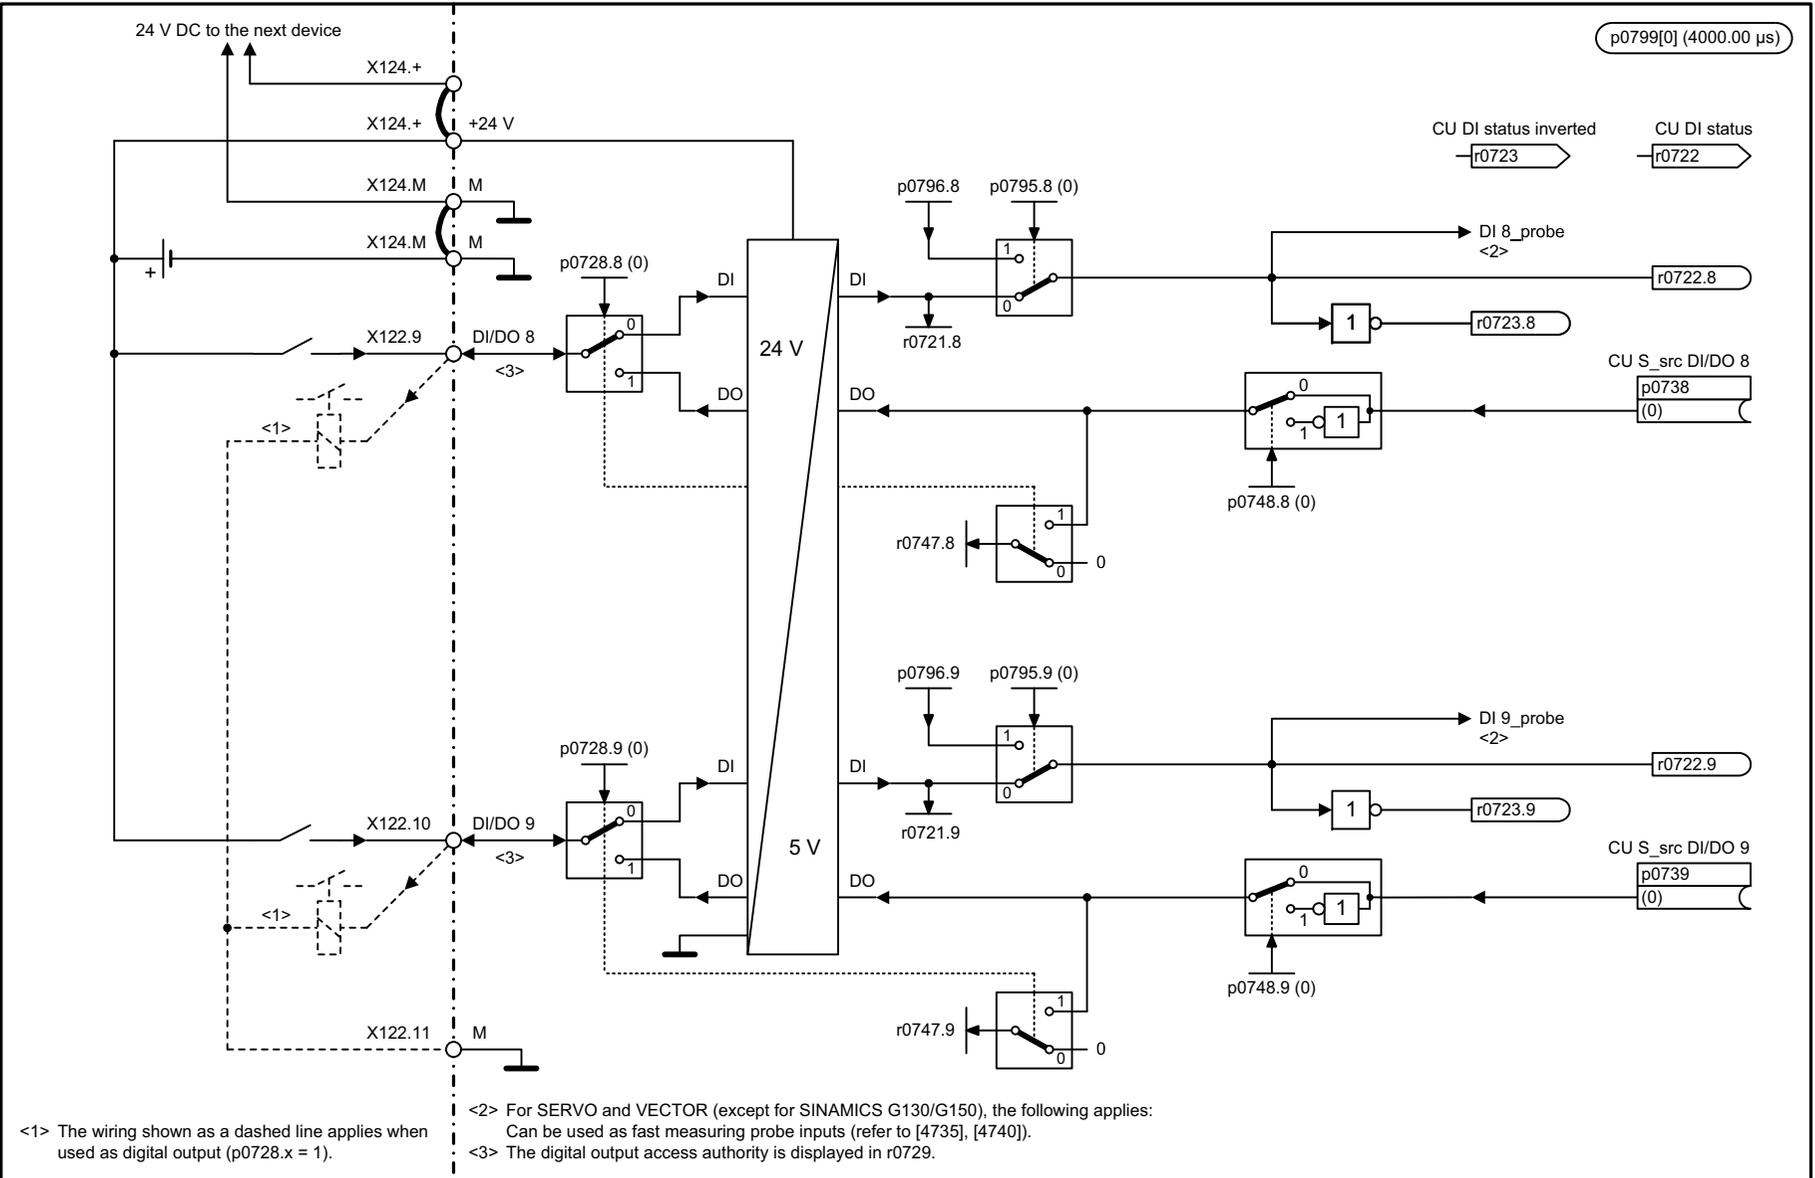 24 V DC to the next device
p0799[0] (4000.00 µs)
X124.+
X124.+
+24 V
CU DI status inverted
r0723
CU DI status
r0722
X124.M
M
X124.M
M
+
p0796.8
p0795.8 (0)
1
0
DI 8_probe
<2>
r0722.8
1
r0723.8
p0728.8 (0)
DI
DI
r0721.8
X122.9
DI/DO 8
<3>
0
1
24 V
DO
DO
CU S_src DI/DO 8
p0738
(0)
0
1
1
p0748.8 (0)
<1>
r0747.8
1
0
0
p0796.9
p0795.9 (0)
1
0
DI 9_probe
<2>
r0722.9
1
r0723.9
p0728.9 (0)
DI
DI
r0721.9
X122.10
DI/DO 9
<3>
0
1
5 V
DO
DO
CU S_src DI/DO 9
p0739
(0)
0
1
1
p0748.9 (0)
<1>
r0747.9
1
0
0
X122.11
M
<1> The wiring shown as a dashed line applies when
used as digital output (p0728.x = 1).
<2> For SERVO and VECTOR (except for SINAMICS G130/G150), the following applies:
Can be used as fast measuring probe inputs (refer to [4735], [4740]).
<3> The digital output access authority is displayed in r0729.